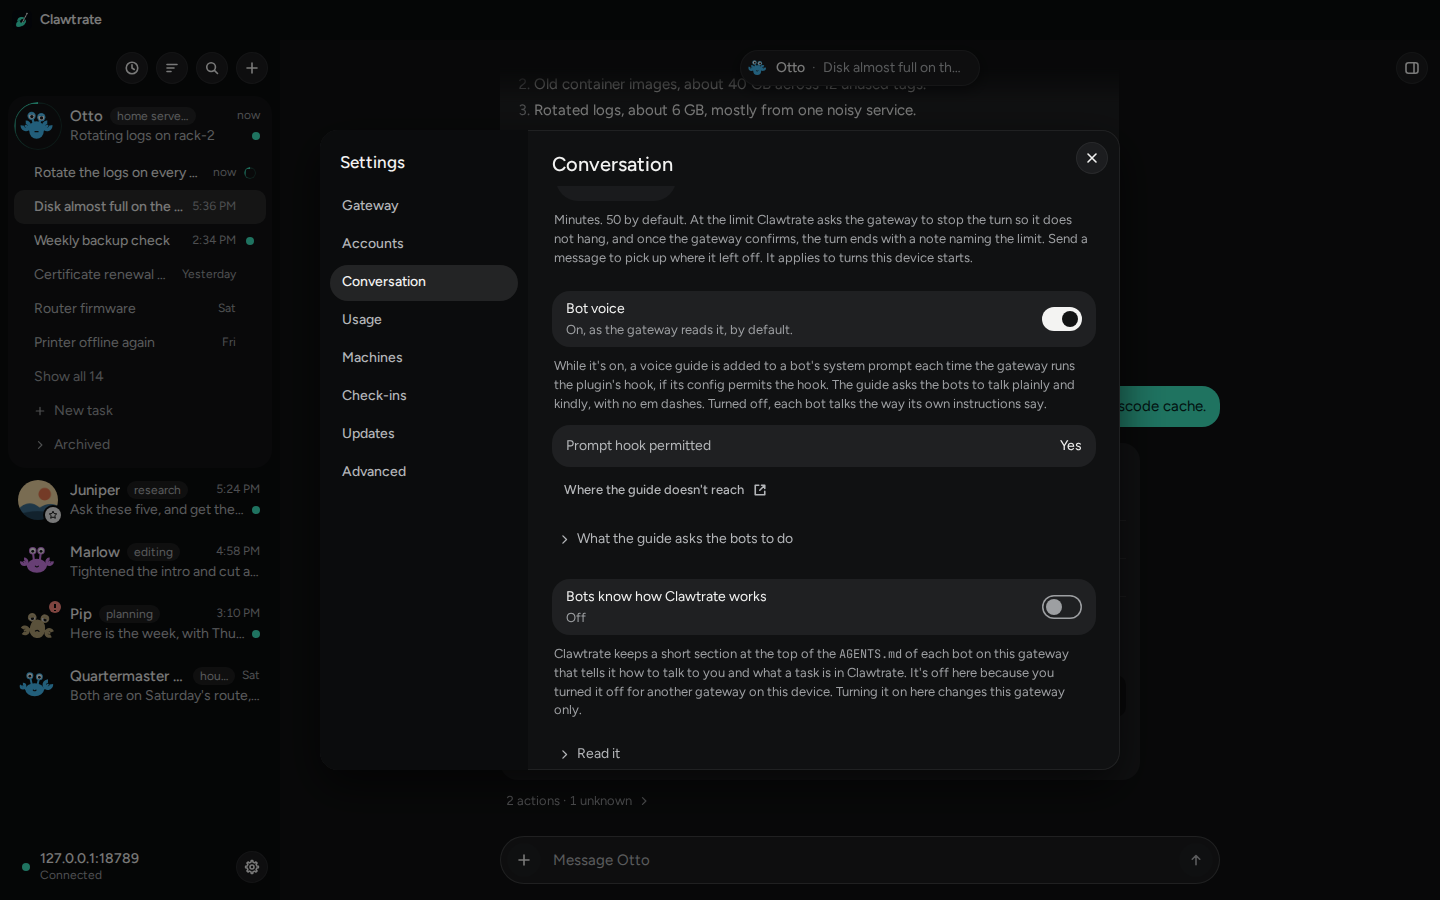 Clawtrate
Otto · Disk almost full on th...
2. Old container images, about 40 GB across 12 unused tags.
3. Rotated logs, about 6 GB, mostly from one noisy service.
Otto home serve... now
Rotating logs on rack-2
Rotate the logs on every ... now
Disk almost full on the ... 5:36 PM
Weekly backup check 2:34 PM
Certificate renewal ... Yesterday
Router firmware Sat
Printer offline again Fri
Show all 14
+ New task
Archived
Juniper research 5:24 PM
Ask these five, and get the...
Marlow editing 4:58 PM
Tightened the intro and cut a...
Pip planning 3:10 PM
Here is the week, with Thu...
Quartermaster ... hou... Sat
Both are on Saturday's route,...
127.0.0.1:18789
Connected
Settings
Gateway
Accounts
Conversation
Usage
Machines
Check-ins
Updates
Advanced
Conversation
Minutes. 50 by default. At the limit Clawtrate asks the gateway to stop the turn so it does
not hang, and once the gateway confirms, the turn ends with a note naming the limit. Send a
message to pick up where it left off. It applies to turns this device starts.
Bot voice
On, as the gateway reads it, by default.
While it's on, a voice guide is added to a bot's system prompt each time the gateway runs
the plugin's hook, if its config permits the hook. The guide asks the bots to talk plainly and
kindly, with no em dashes. Turned off, each bot talks the way its own instructions say.
Prompt hook permitted Yes
Where the guide doesn't reach
What the guide asks the bots to do
Bots know how Clawtrate works
Off
Clawtrate keeps a short section at the top of the AGENTS.md of each bot on this gateway
that tells it how to talk to you and what a task is in Clawtrate. It's off here because you
turned it off for another gateway on this device. Turning it on here changes this gateway
only.
Read it
scode cache.
2 actions · 1 unknown
Message Otto